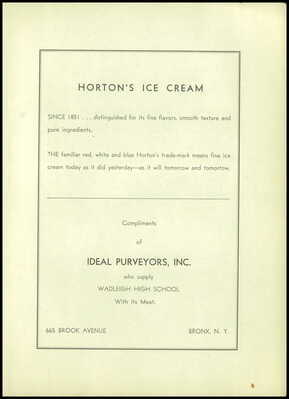 HORTON'S ICE CREAM
SINCE 1851 . . . distinguished for its fine flavors, smooth texture and
pure ingredients.
THE familiar red, white and blue Horton's trade-mark means fine ice
cream today as it did yesterday—as it will tomorrow and tomorrow.
Compliments
of
IDEAL PURVEYORS, INC.
who supply
WADLEIGH HIGH SCHOOL
With its Meat.
665 BROOK AVENUE BRONX, N. Y.